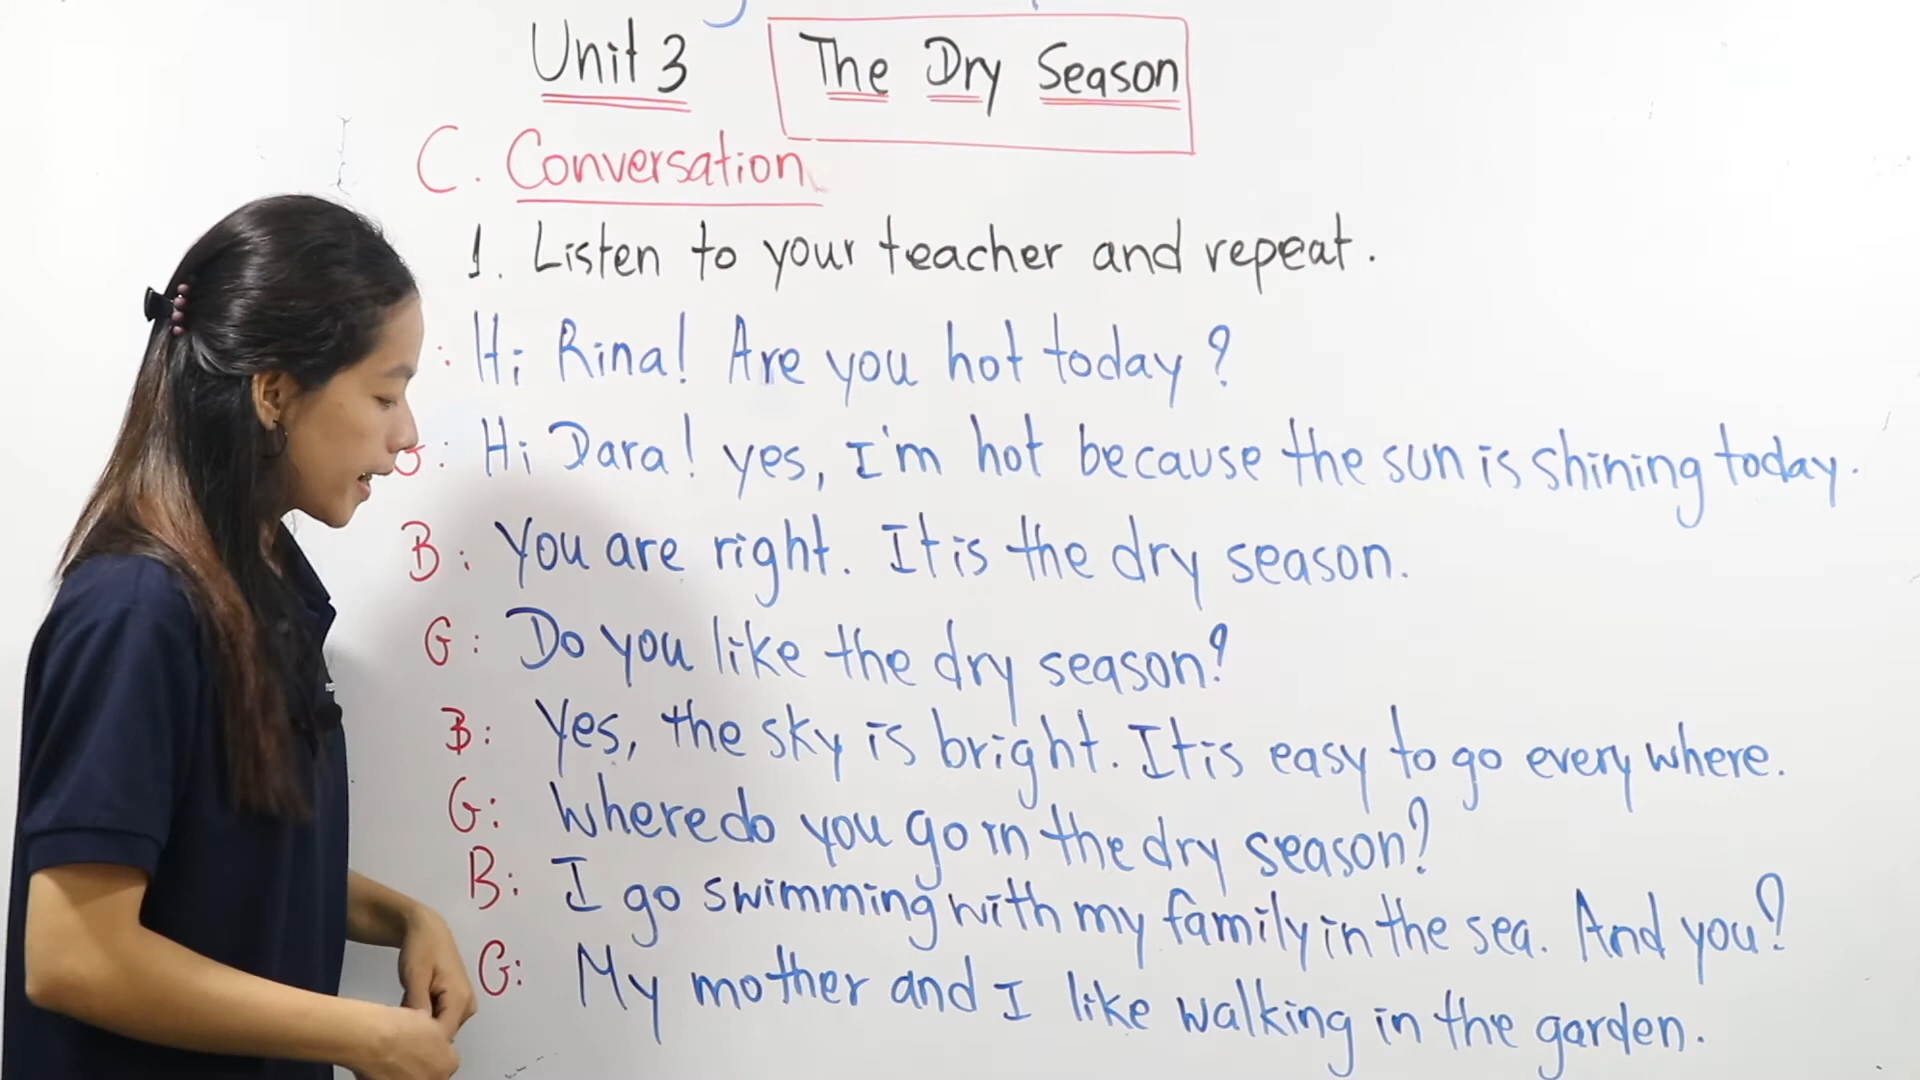 Unit 3 The Dry Season
C. Conversation
1. Listen to your teacher and repeat.
: Hi Rina! Are you hot today?
G: Hi Dara! yes, I'm hot because the sun is shining today.
B: You are right. It is the dry season.
G: Do you like the dry season?
B: Yes, the sky is bright. It is easy to go every where.
G: Where do you go in the dry season?
B: I go swimming with my family in the sea. And you?
G: My mother and I like walking in the garden.